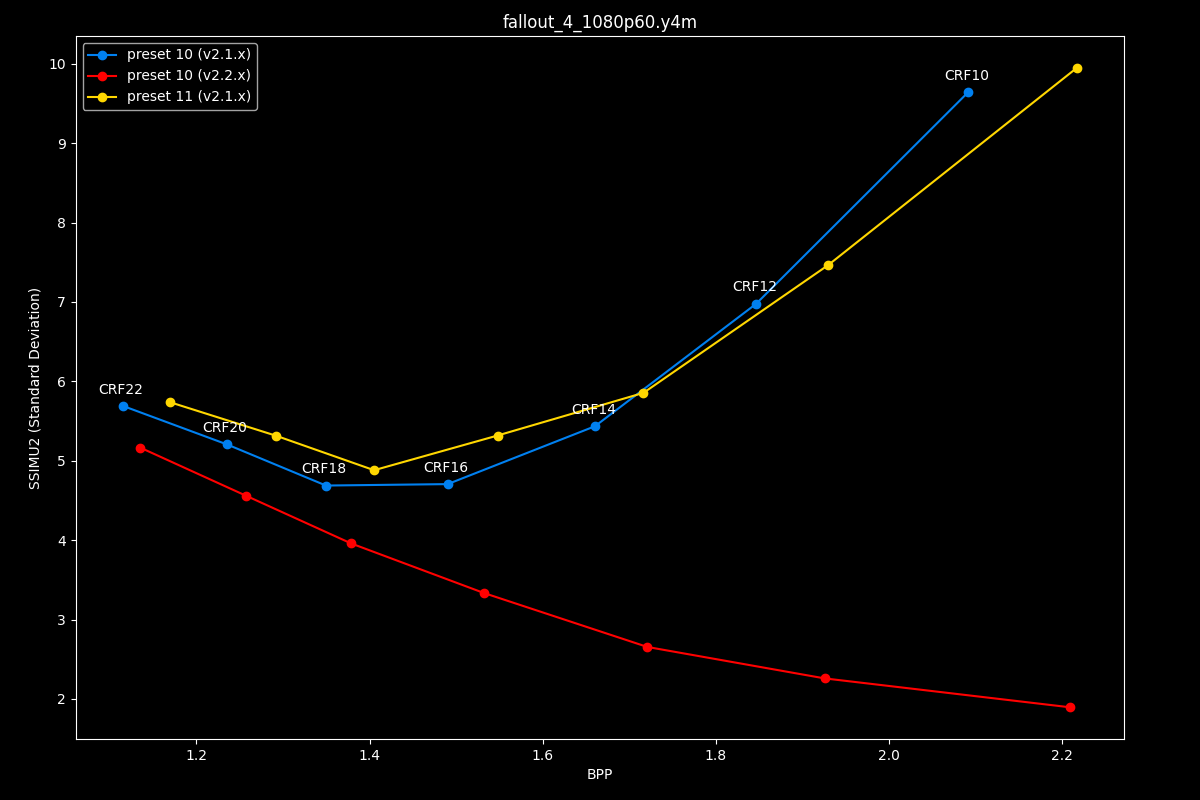 fallout_4_1080p60.y4m
preset 10 (v2.1.x)
preset 10 (v2.2.x)
preset 11 (v2.1.x)
SSIMU2 (Standard Deviation)
10
9
8
7
6
5
4
3
2
CRF10
CRF12
CRF14
CRF16
CRF18
CRF20
CRF22
1.2
1.4
1.6
1.8
2.0
2.2
BPP